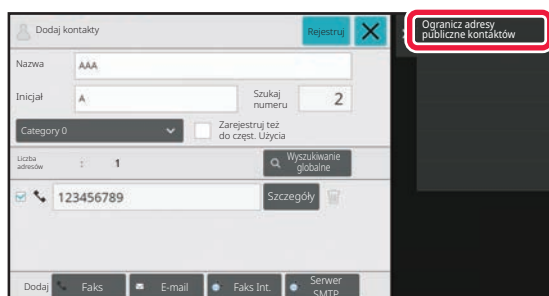 Dodaj kontakty
Rejestruj
Ogranicz adresy
publiczne kontaktów
Nazwa
AAA
Inicjał
A
Szukaj
numeru
2
Category 0
Zarejestruj też
do częst. Użycia
Liczba
adresów
:
1
Wyszukiwanie
globalne
123456789
Szczegóły
Dodaj
Faks
E-mail
Faks Int.
Serwer
SMTP